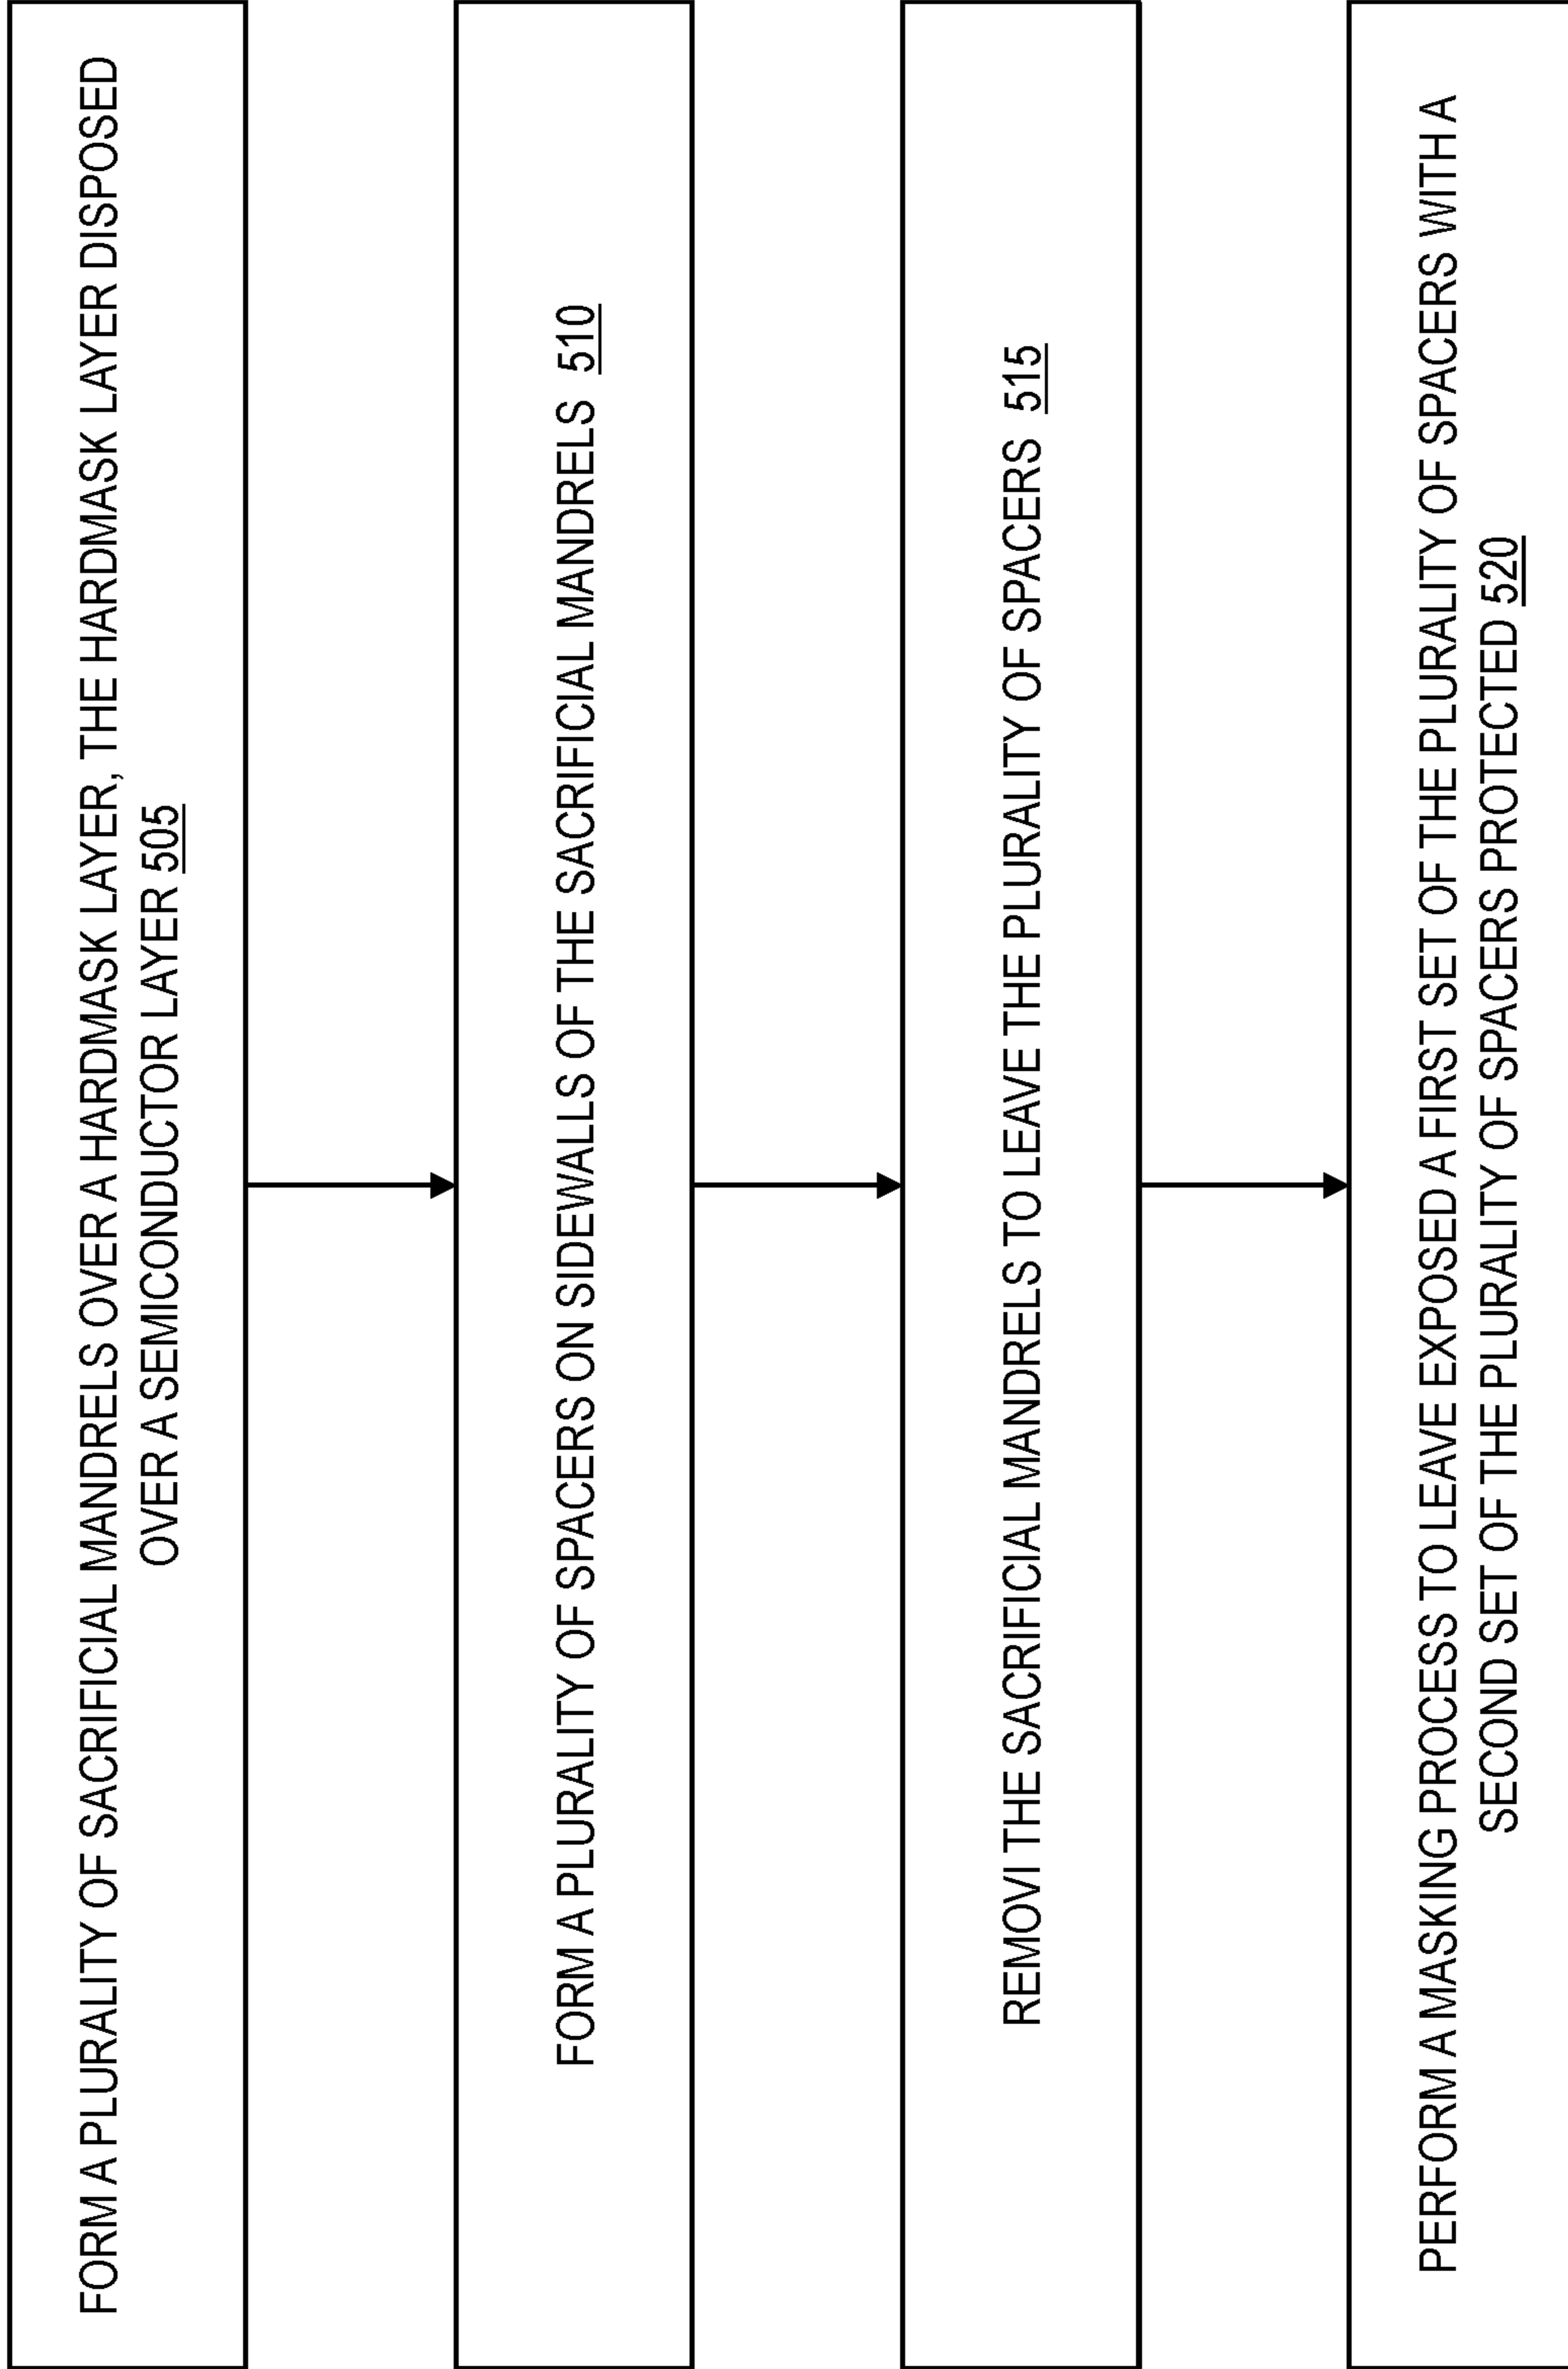 FORM A PLURALITY OF SACRIFICIAL MANDRELS OVER A HARDMASK LAYER, THE HARDMASK LAYER DISPOSED
OVER A SEMICONDUCTOR LAYER 505
FORM A PLURALITY OF SPACERS ON SIDEWALLS OF THE SACRIFICIAL MANDRELS 510
REMOVI THE SACRIFICIAL MANDRELS TO LEAVE THE PLURALITY OF SPACERS 515
PERFORM A MASKING PROCESS TO LEAVE EXPOSED A FIRST SET OF THE PLURALITY OF SPACERS WITH A
SECOND SET OF THE PLURALITY OF SPACERS PROTECTED 520